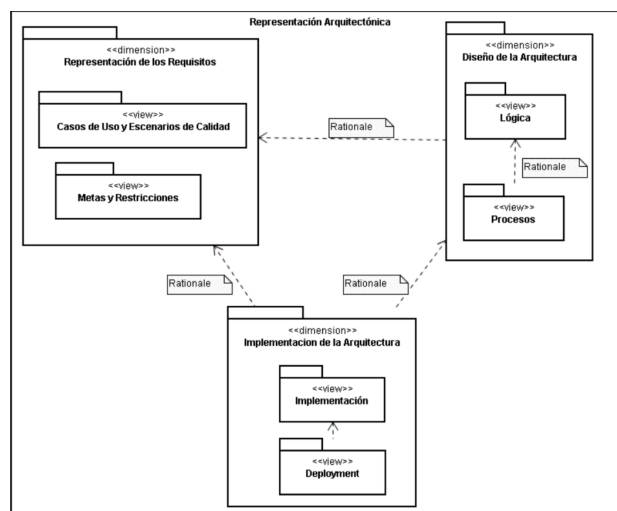 Representación Arquitectónica
<<dimension>>
Representación de los Requisitos
<<view>>
Casos de Uso y Escenarios de Calidad
<<view>>
Metas y Restricciones
Rationale
<<dimension>>
Diseño de la Arquitectura
<<view>>
Lógica
Rationale
<<view>>
Procesos
Rationale
Rationale
<<dimension>>
Implementacion de la Arquitectura
<<view>>
Implementación
<<view>>
Deployment